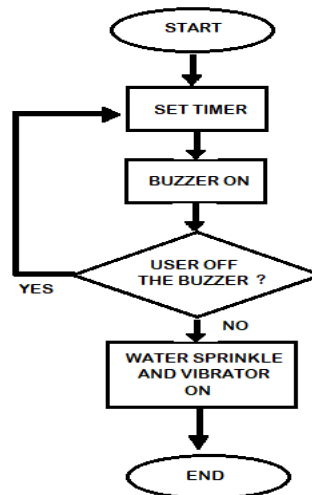 START
SET TIMER
BUZZER ON
USER OFF
THE BUZZER ?
YES
NO
WATER SPRINKLE
AND VIBRATOR
ON
END